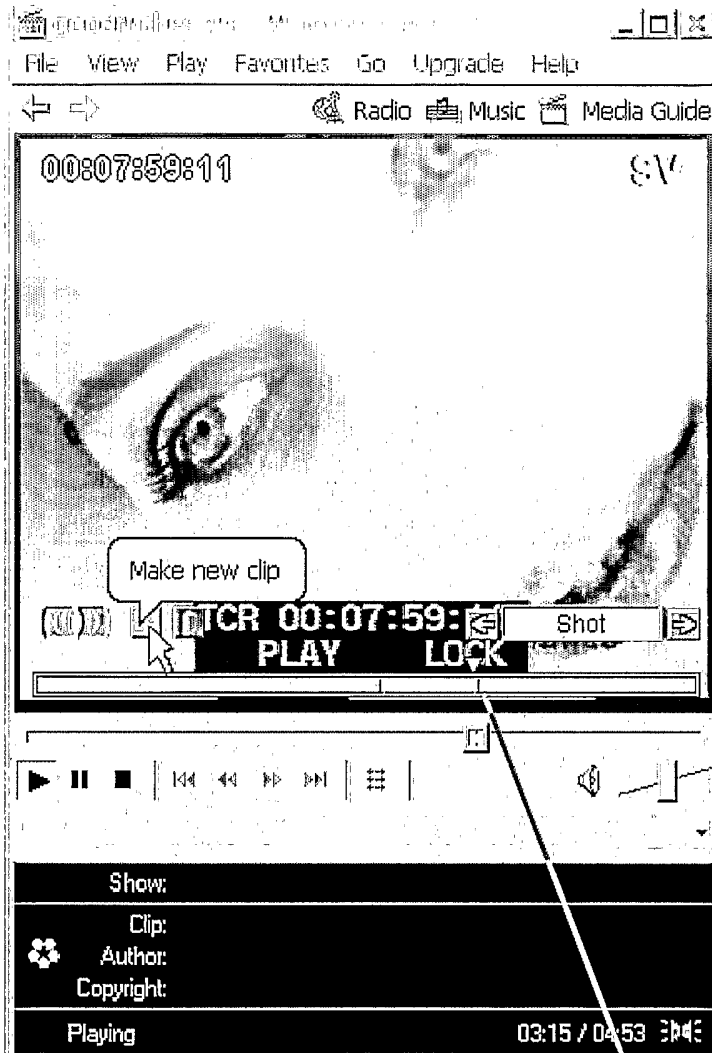 File View Play Favorites Go Upgrade Help
Radio Music Media Guide
00:07:59:11
Make new clip
TCR 00:07:59: Shot
PLAY LOCK
Show:
Clip:
Author:
Copyright:
Playing 03:15 / 04:53